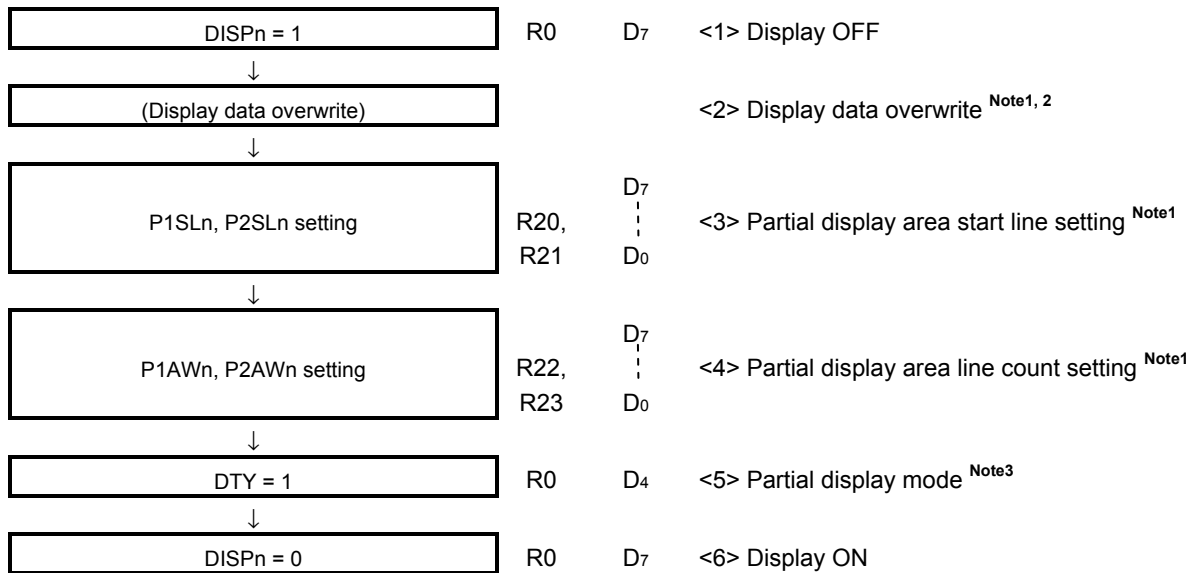 DISPn = 1 R0 D7 <1> Display OFF
↓
(Display data overwrite) <2> Display data overwrite Note1, 2
↓
D7
P1SLn, P2SLn setting R20, <3> Partial display area start line setting Note1
R21 D0
↓
D7
P1AWn, P2AWn setting R22, <4> Partial display area line count setting Note1
R23 D0
↓
DTY = 1 R0 D4 <5> Partial display mode Note3
↓
DISPn = 0 R0 D7 <6> Display ON